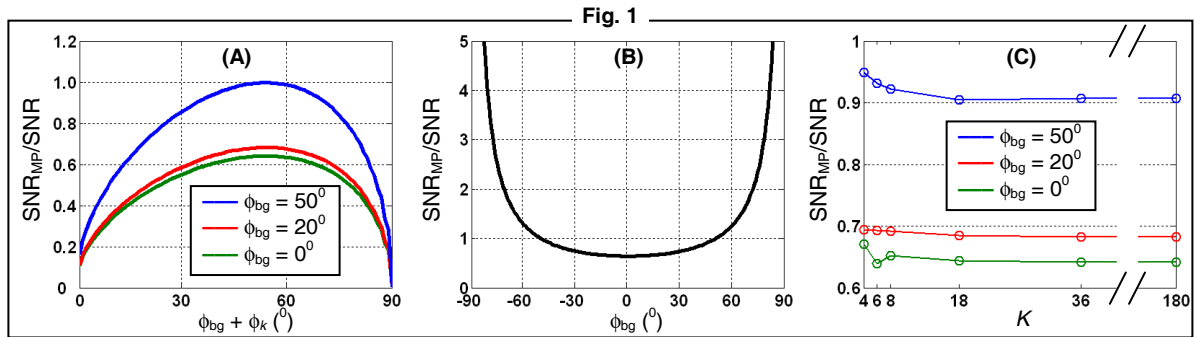 Fig. 1
(A)
SNR_MP/SNR
1.2
1.0
0.8
0.6
0.4
0.2
0
0
30
60
90
ϕ_bg + ϕ_k (⁰)
ϕ_bg = 50⁰
ϕ_bg = 20⁰
ϕ_bg = 0⁰
(B)
SNR_MP/SNR
5
4
3
2
1
0
-90
-60
-30
0
30
60
90
ϕ_bg (⁰)
(C)
SNR_MP/SNR
1
0.9
0.8
0.7
0.6
4
6
8
18
36
180
K
ϕ_bg = 50⁰
ϕ_bg = 20⁰
ϕ_bg = 0⁰